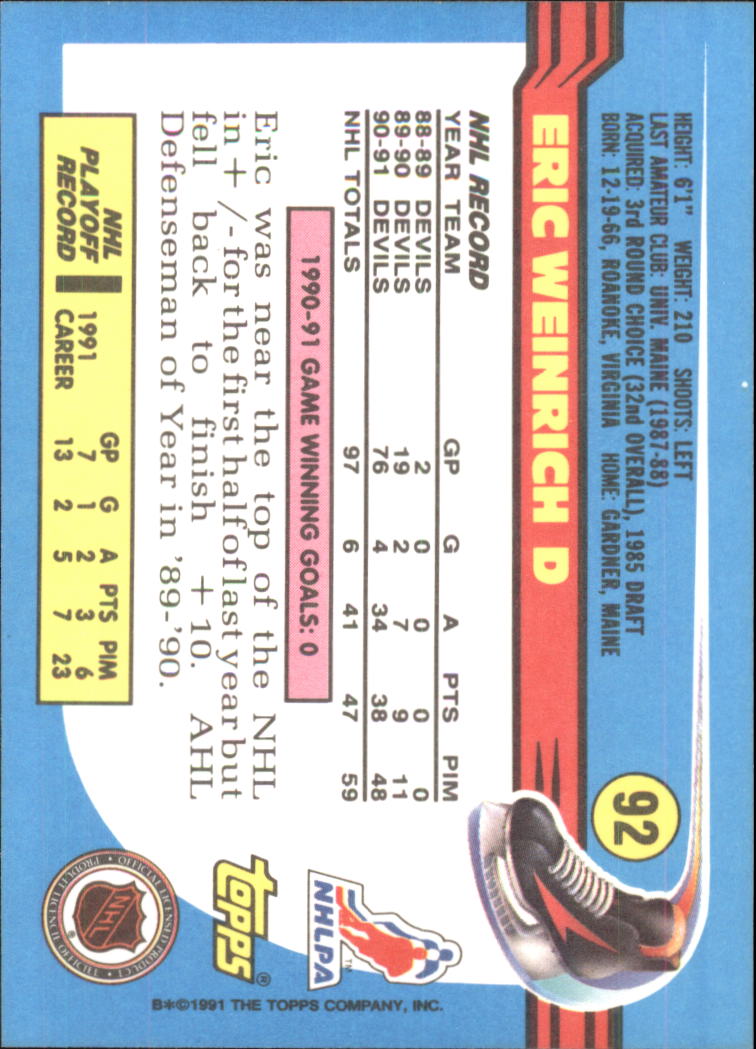 92
HEIGHT: 6'1" WEIGHT: 210 SHOOTS: LEFT
LAST AMATEUR CLUB: UNIV. MAINE (1987-88)
ACQUIRED: 3rd ROUND CHOICE (32nd OVERALL), 1985 DRAFT
BORN: 12-19-66, ROANOKE, VIRGINIA HOME: GARDNER, MAINE
ERIC WEINRICH D
NHL RECORD
YEAR TEAM GP G A PTS PIM
88-89 DEVILS 2 0 0 0 0
89-90 DEVILS 19 2 7 9 11
90-91 DEVILS 76 4 34 38 48
NHL TOTALS 97 6 41 47 59
1990-91 GAME WINNING GOALS: 0
Eric was near the top of the NHL
in +/- for the first half of last year but
fell back to finish +10. AHL
Defenseman of Year in '89-'90.
NHL PLAYOFF RECORD
GP G A PTS PIM
1991 7 1 2 3 6
CAREER 13 2 5 7 23
NHLPA
TM
topps®
OFFICIAL LICENSED PRODUCT • PRODUIT LICENCIE OFFICIEL •
NHL
®
B*©1991 THE TOPPS COMPANY, INC.